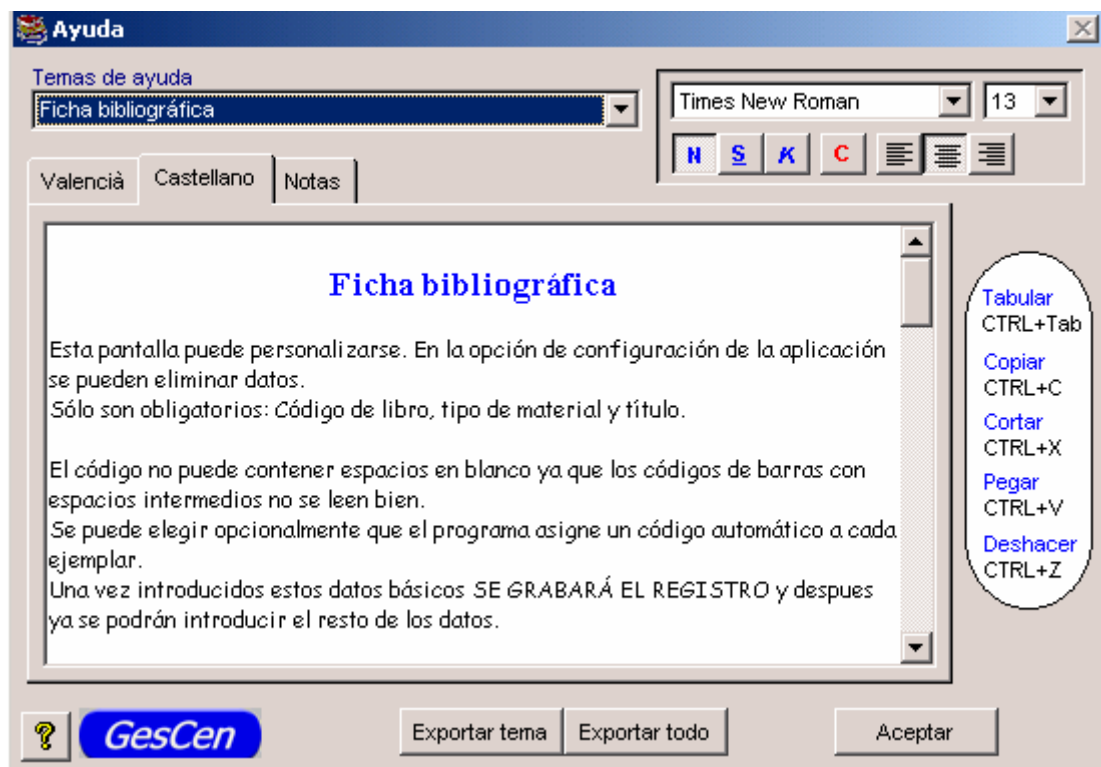 Ayuda
Temas de ayuda
Ficha bibliográfica
Times New Roman
13
N S K C
Valencià
Castellano
Notas
Ficha bibliográfica
Esta pantalla puede personalizarse. En la opción de configuración de la aplicación
se pueden eliminar datos.
Sólo son obligatorios: Código de libro, tipo de material y título.
El código no puede contener espacios en blanco ya que los códigos de barras con
espacios intermedios no se leen bien.
Se puede elegir opcionalmente que el programa asigne un código automático a cada
ejemplar.
Una vez introducidos estos datos básicos SE GRABARÁ EL REGISTRO y despues
ya se podrán introducir el resto de los datos.
Tabular
CTRL+Tab
Copiar
CTRL+C
Cortar
CTRL+X
Pegar
CTRL+V
Deshacer
CTRL+Z
?
GesCen
Exportar tema
Exportar todo
Aceptar